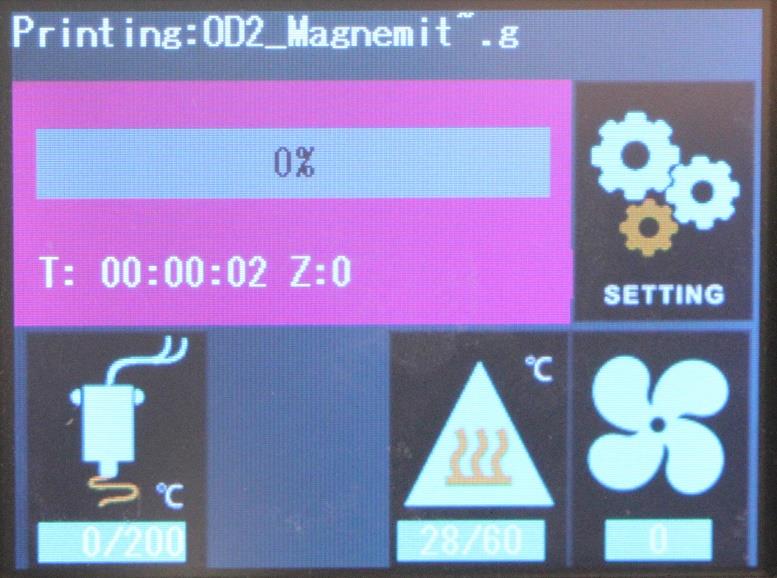 Printing:OD2_Magnemit~.g
0%
T: 00:00:02 Z:0
SETTING
℃
℃
0/200
28/60
0